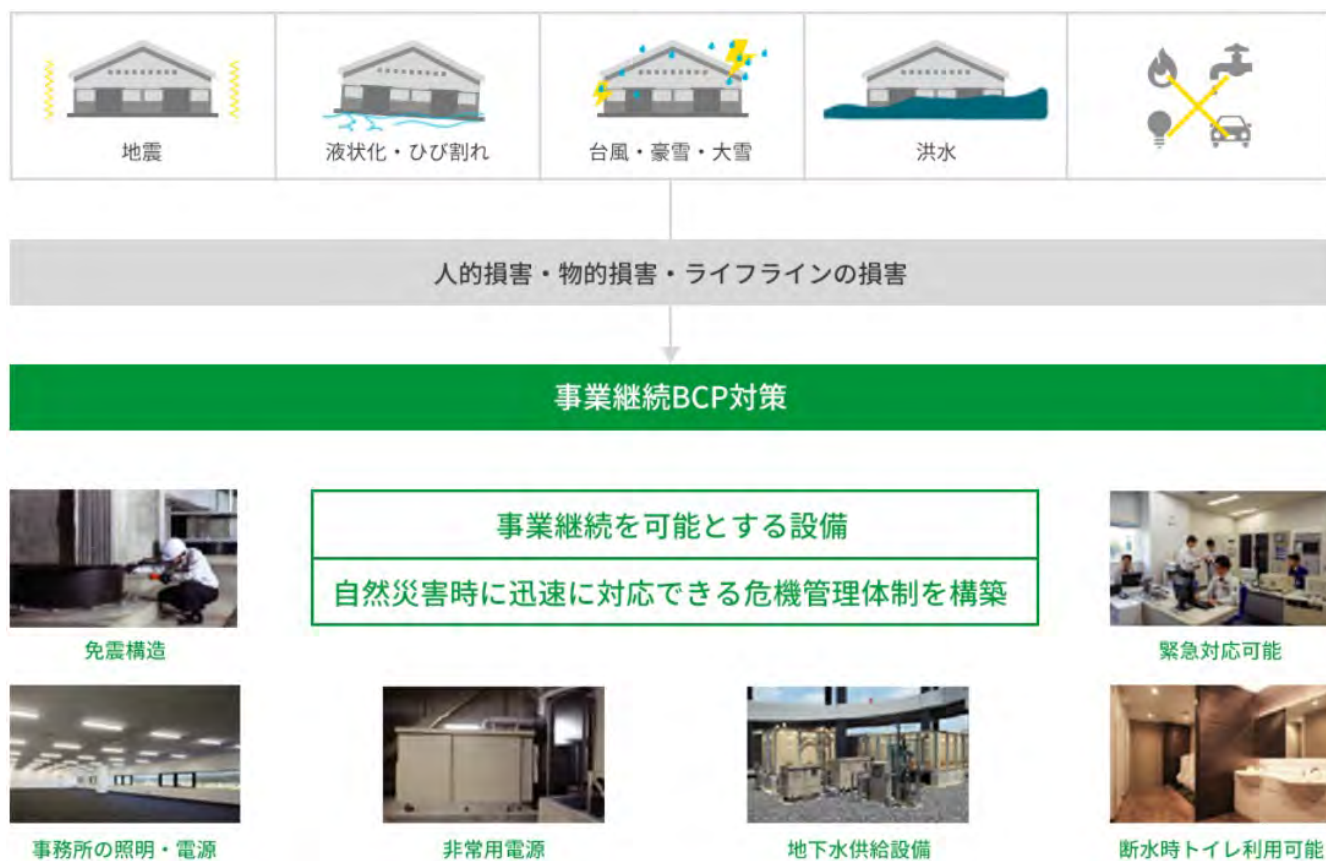 地震
液状化・ひび割れ
台風・豪雪・大雪
洪水
人的損害・物的損害・ライフラインの損害
事業継続BCP対策
事業継続を可能とする設備
自然災害時に迅速に対応できる危機管理体制を構築
免震構造
緊急対応可能
事務所の照明・電源
非常用電源
地下水供給設備
断水時トイレ利用可能